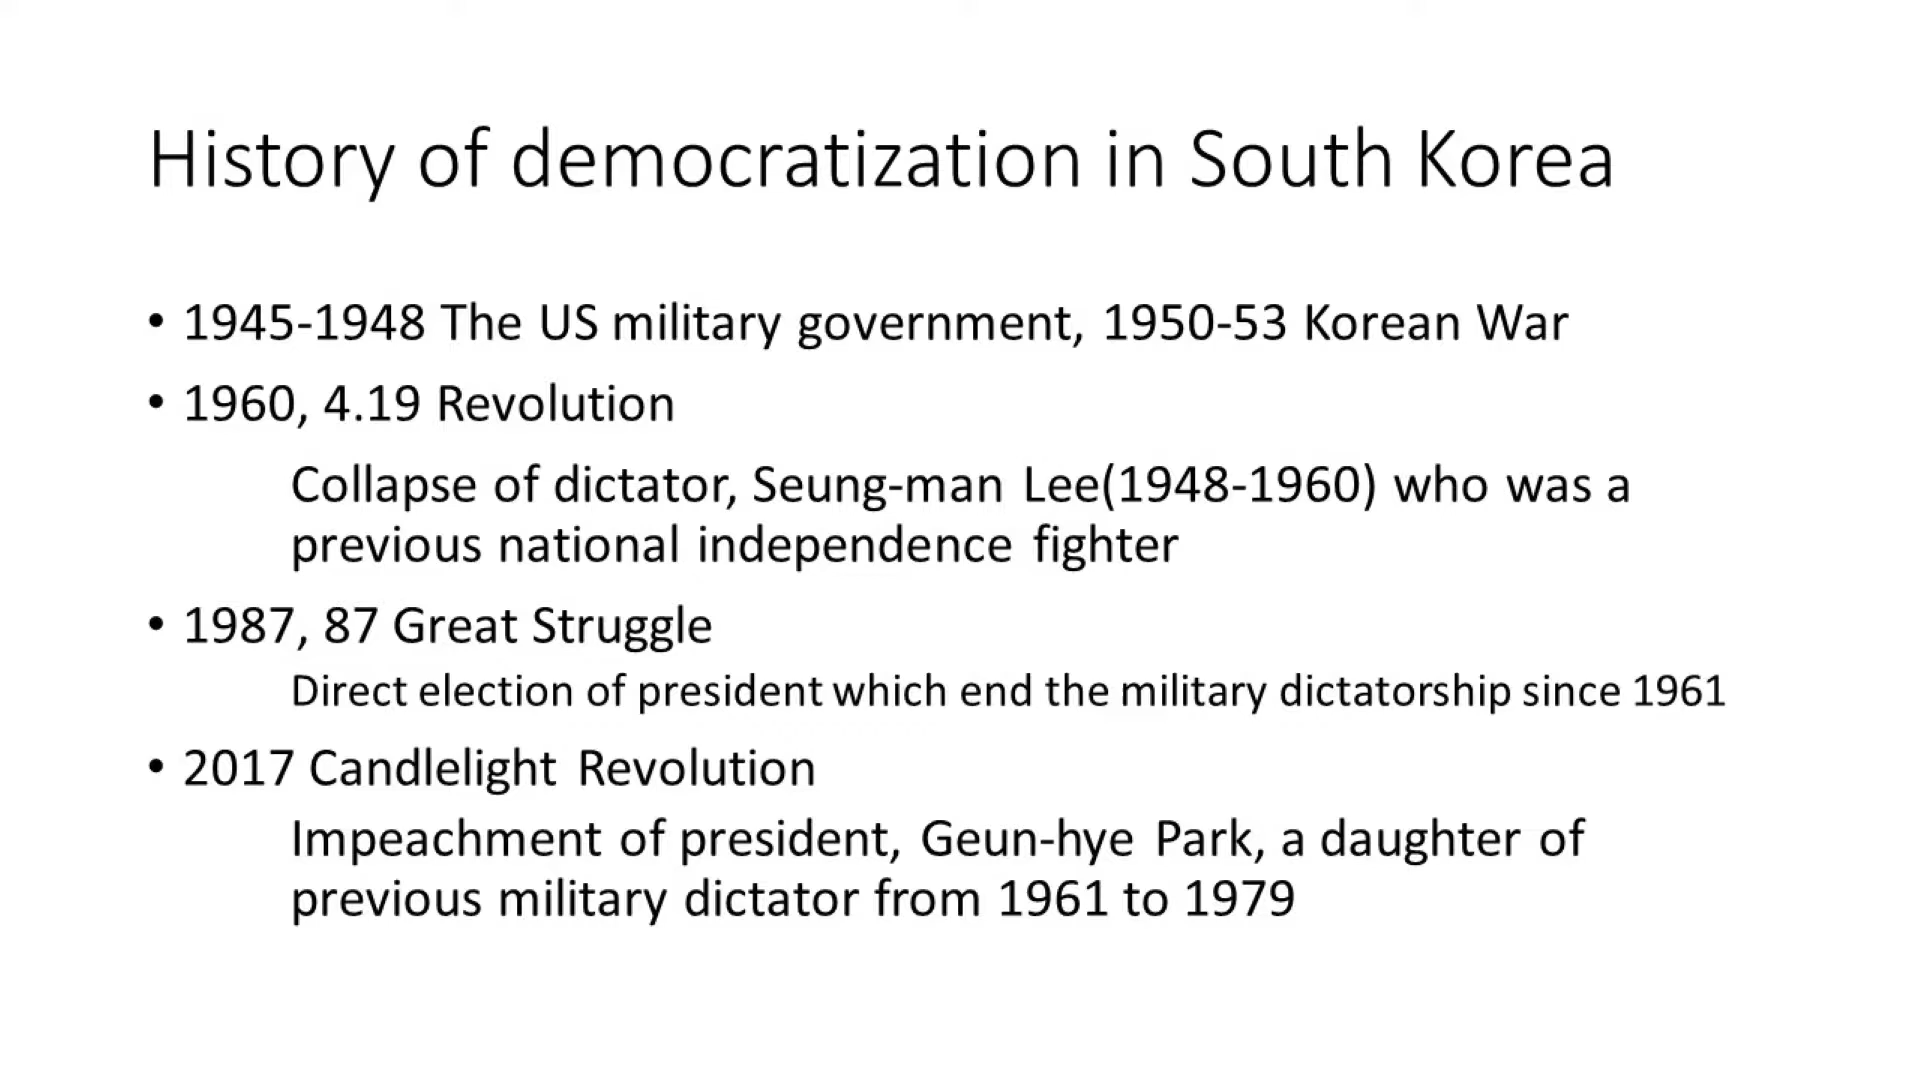 History of democratization in South Korea
• 1945-1948 The US military government, 1950-53 Korean War
• 1960, 4.19 Revolution
Collapse of dictator, Seung-man Lee(1948-1960) who was a
previous national independence fighter
• 1987, 87 Great Struggle
Direct election of president which end the military dictatorship since 1961
• 2017 Candlelight Revolution
Impeachment of president, Geun-hye Park, a daughter of
previous military dictator from 1961 to 1979